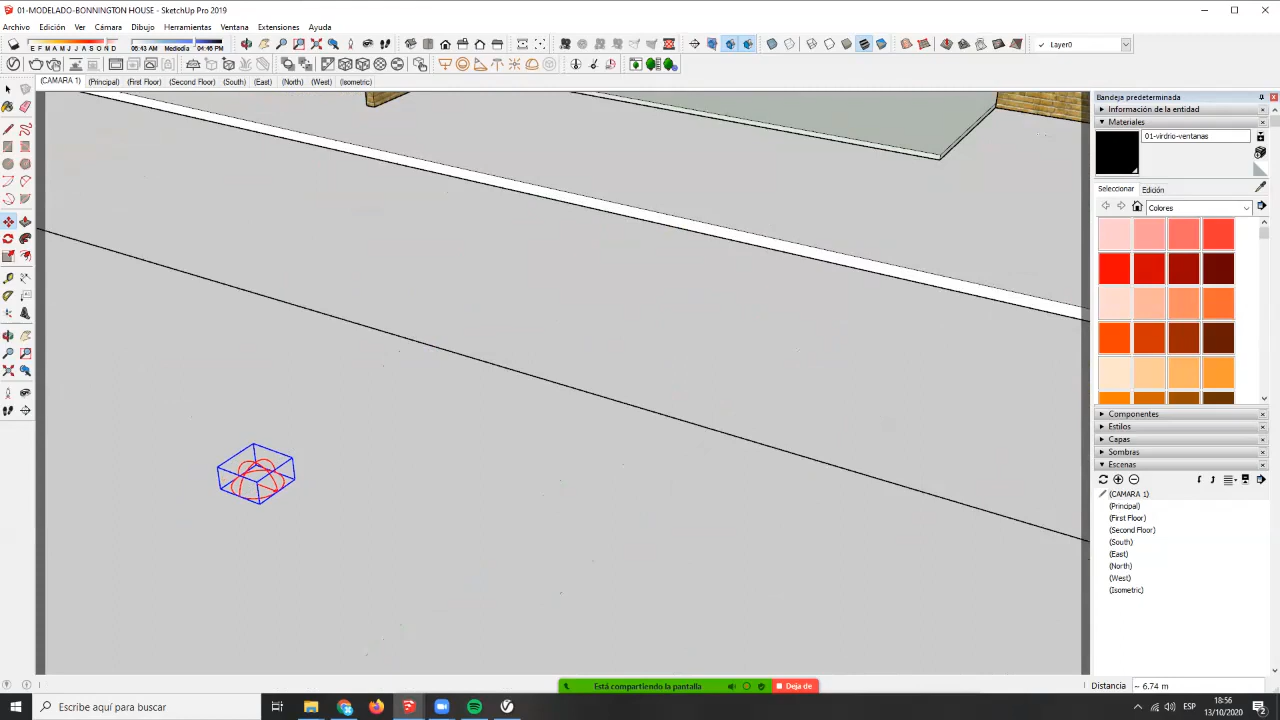 01-MODELADO-BONNINGTON HOUSE - SketchUp Pro 2019
Archivo Edición Ver Cámara Dibujo Herramientas Ventana Extensiones Ayuda
E F M A M J J A S O N D 06:43 AM Mediodía 04:46 PM
Layer0
(CAMARA 1) (Principal) (First Floor) (Second Floor) (South) (East) (North) (West) (Isometric)
Bandeja predeterminada
Información de la entidad
Materiales
01-virdrio-ventanas
Seleccionar Edición
Colores
Componentes
Estilos
Capas
Sombras
Escenas
(CAMARA 1)
(Principal)
(First Floor)
(Second Floor)
(South)
(East)
(North)
(West)
(Isometric)
Está compartiendo la pantalla Deja de
Distancia ~ 6.74 m
Escribe aquí para buscar
ESP
18:56
13/10/2020
2